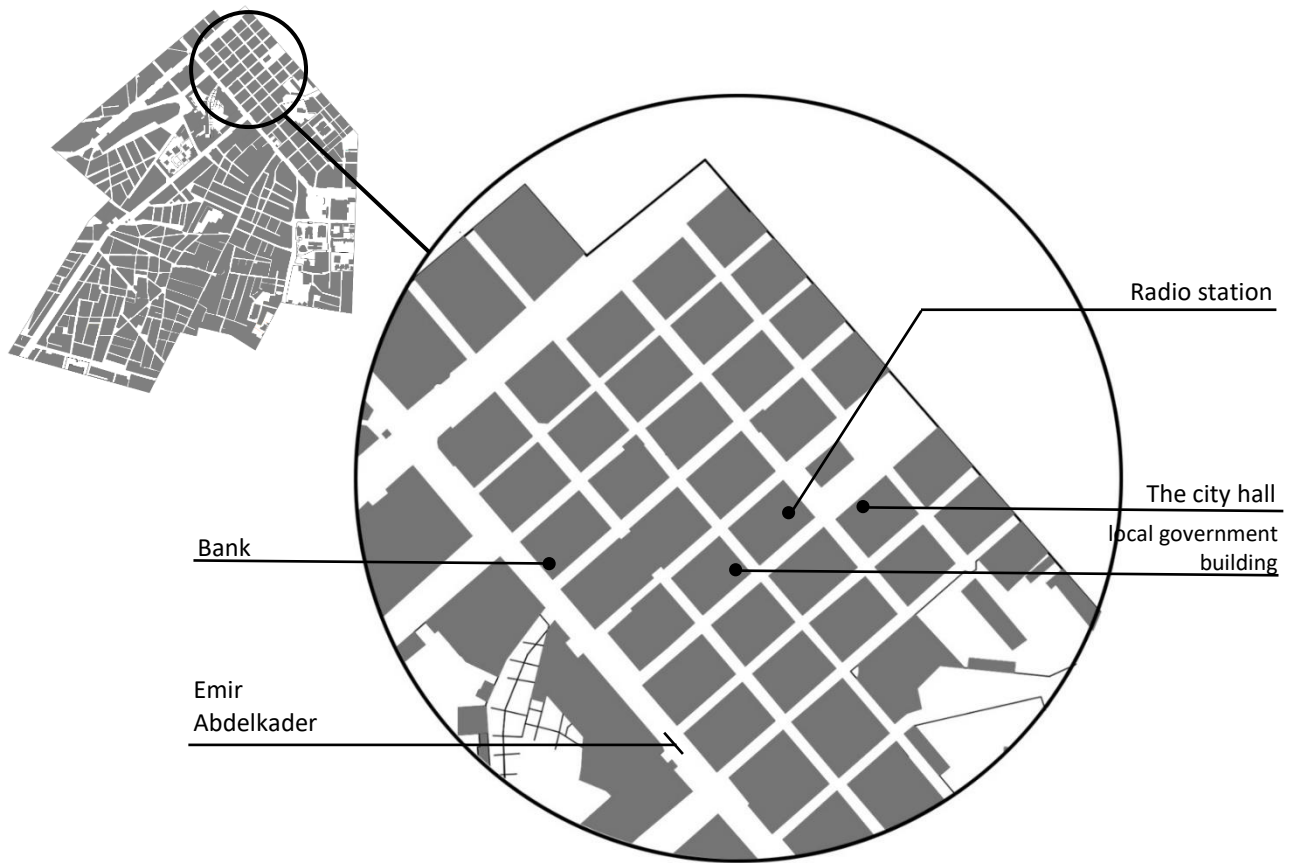 Radio station
The city hall
local government
building
Bank
Emir
Abdelkader